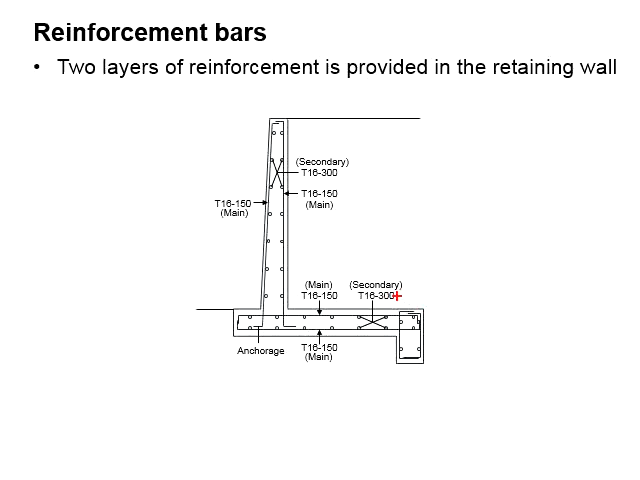 Reinforcement bars
• Two layers of reinforcement is provided in the retaining wall
(Secondary)
T16-300
T16-150
(Main)
T16-150
(Main)
(Main)
T16-150
(Secondary)
T16-300
Anchorage
T16-150
(Main)